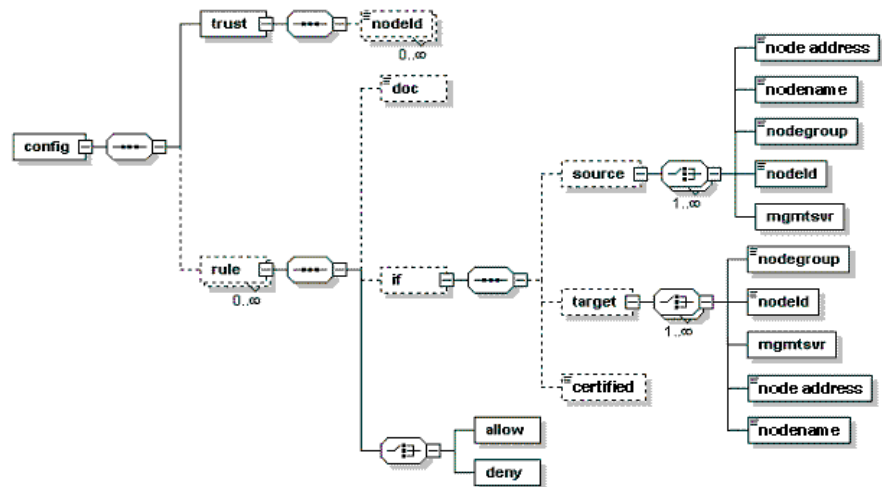 trust
nodeId
0..∞
doc
config
rule
0..∞
if
source
1..∞
node address
nodename
nodegroup
nodeId
mgmtsvr
target
1..∞
nodegroup
nodeId
mgmtsvr
node address
nodename
certified
allow
deny